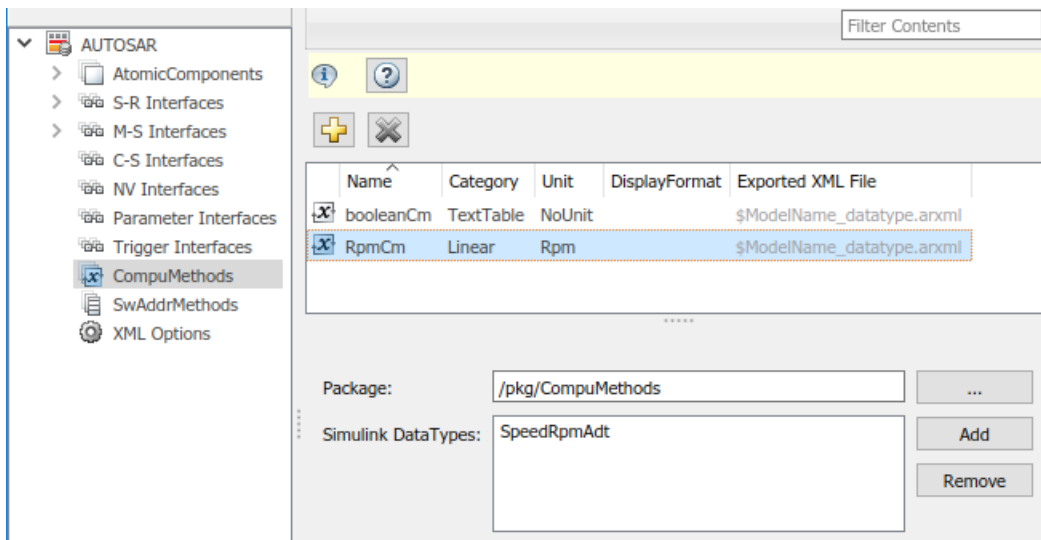 Filter Contents
AUTOSAR
AtomicComponents
S-R Interfaces
M-S Interfaces
C-S Interfaces
NV Interfaces
Parameter Interfaces
Trigger Interfaces
CompuMethods
SwAddrMethods
XML Options
Name Category Unit DisplayFormat Exported XML File
booleanCm TextTable NoUnit $ModelName_datatype.arxml
RpmCm Linear Rpm $ModelName_datatype.arxml
Package: /pkg/CompuMethods ...
Simulink DataTypes: SpeedRpmAdt Add
Remove